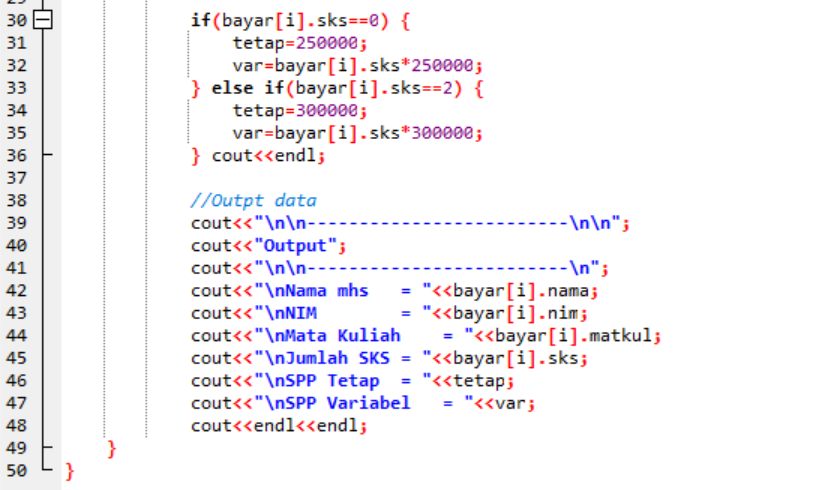 30 if(bayar[i].sks==0) {
31 tetap=250000;
32 var=bayar[i].sks*250000;
33 } else if(bayar[i].sks==2) {
34 tetap=300000;
35 var=bayar[i].sks*300000;
36 } cout<<endl;
37
38 //Outpt data
39 cout<<"\n\n-------------------------\n\n";
40 cout<<"Output";
41 cout<<"\n\n-------------------------\n";
42 cout<<"\nNama mhs   = "<<bayar[i].nama;
43 cout<<"\nNIM        = "<<bayar[i].nim;
44 cout<<"\nMata Kuliah    = "<<bayar[i].matkul;
45 cout<<"\nJumlah SKS = "<<bayar[i].sks;
46 cout<<"\nSPP Tetap  = "<<tetap;
47 cout<<"\nSPP Variabel   = "<<var;
48 cout<<endl<<endl;
49 }
50 }